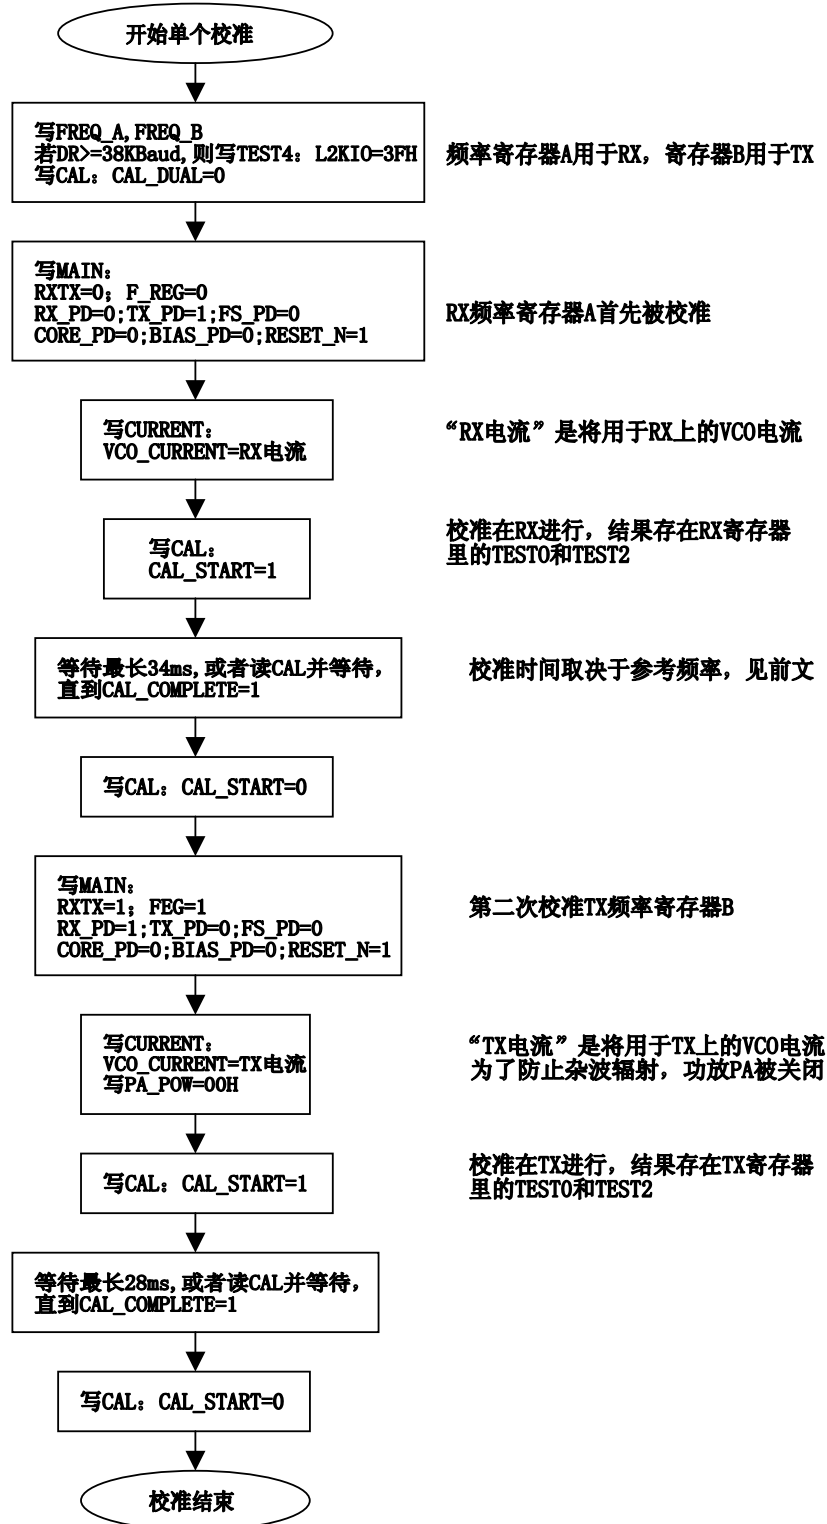 开始单个校准
写FREQ_A,FREQ_B
若DR>=38KBaud,则写TEST4：L2KIO=3FH
写CAL：CAL_DUAL=0
频率寄存器A用于RX，寄存器B用于TX
写MAIN：
RXTX=0；F_REG=0
RX_PD=0;TX_PD=1;FS_PD=0
CORE_PD=0;BIAS_PD=0;RESET_N=1
RX频率寄存器A首先被校准
写CURRENT：
VCO_CURRENT=RX电流
“RX电流”是将用于RX上的VCO电流
写CAL：
CAL_START=1
校准在RX进行，结果存在RX寄存器
里的TEST0和TEST2
等待最长34ms,或者读CAL并等待，
直到CAL_COMPLETE=1
校准时间取决于参考频率，见前文
写CAL：CAL_START=0
写MAIN：
RXTX=1；FEG=1
RX_PD=1;TX_PD=0;FS_PD=0
CORE_PD=0;BIAS_PD=0;RESET_N=1
第二次校准TX频率寄存器B
写CURRENT：
VCO_CURRENT=TX电流
写PA_POW=00H
“TX电流”是将用于TX上的VCO电流
为了防止杂波辐射，功放PA被关闭
写CAL：CAL_START=1
校准在TX进行，结果存在TX寄存器
里的TEST0和TEST2
等待最长28ms,或者读CAL并等待，
直到CAL_COMPLETE=1
写CAL：CAL_START=0
校准结束